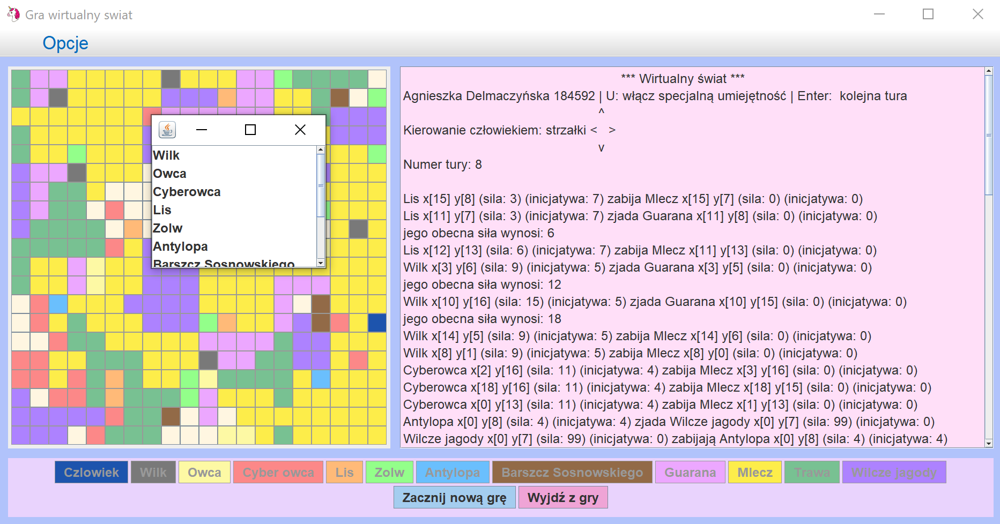 Gra wirtualny swiat
Opcje
Wilk
Owca
Cyberowca
Lis
Zolw
Antylopa
Barszcz Sosnowskiego
*** Wirtualny świat ***
Agnieszka Delmaczyńska 184592 | U: włącz specjalną umiejętność | Enter:  kolejna tura
^
Kierowanie człowiekiem: strzałki <   >
v
Numer tury: 8
Lis x[15] y[8] (sila: 3) (inicjatywa: 7) zabija Mlecz x[15] y[7] (sila: 0) (inicjatywa: 0)
Lis x[11] y[7] (sila: 3) (inicjatywa: 7) zjada Guarana x[11] y[8] (sila: 0) (inicjatywa: 0)
jego obecna siła wynosi: 6
Lis x[12] y[13] (sila: 6) (inicjatywa: 7) zabija Mlecz x[11] y[13] (sila: 0) (inicjatywa: 0)
Wilk x[3] y[6] (sila: 9) (inicjatywa: 5) zjada Guarana x[3] y[5] (sila: 0) (inicjatywa: 0)
jego obecna siła wynosi: 12
Wilk x[10] y[16] (sila: 15) (inicjatywa: 5) zjada Guarana x[10] y[15] (sila: 0) (inicjatywa: 0)
jego obecna siła wynosi: 18
Wilk x[14] y[5] (sila: 9) (inicjatywa: 5) zabija Mlecz x[14] y[6] (sila: 0) (inicjatywa: 0)
Wilk x[8] y[1] (sila: 9) (inicjatywa: 5) zabija Mlecz x[8] y[0] (sila: 0) (inicjatywa: 0)
Cyberowca x[2] y[16] (sila: 11) (inicjatywa: 4) zabija Mlecz x[3] y[16] (sila: 0) (inicjatywa: 0)
Cyberowca x[18] y[16] (sila: 11) (inicjatywa: 4) zabija Mlecz x[18] y[15] (sila: 0) (inicjatywa: 0)
Cyberowca x[0] y[13] (sila: 11) (inicjatywa: 4) zabija Mlecz x[1] y[13] (sila: 0) (inicjatywa: 0)
Antylopa x[0] y[8] (sila: 4) (inicjatywa: 4) zjada Wilcze jagody x[0] y[7] (sila: 99) (inicjatywa: 0)
Wilcze jagody x[0] y[7] (sila: 99) (inicjatywa: 0) zabijają Antylopa x[0] y[8] (sila: 4) (inicjatywa: 4)
Czlowiek Wilk Owca Cyber owca Lis Zolw Antylopa Barszcz Sosnowskiego Guarana Mlecz Trawa Wilcze jagody
Zacznij nową grę Wyjdź z gry